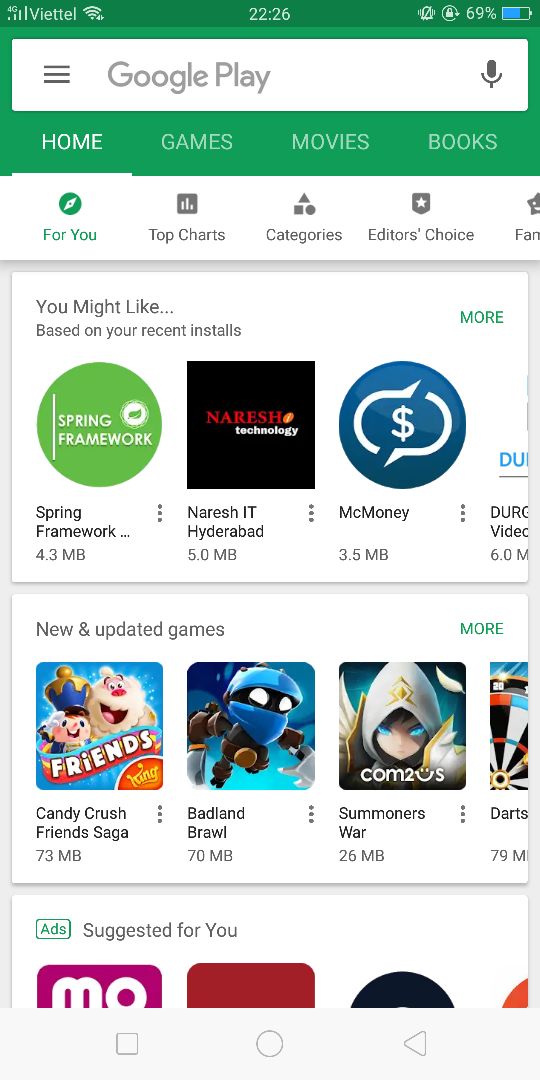 4G Viettel 22:26 69%
Google Play
HOME GAMES MOVIES BOOKS
For You Top Charts Categories Editors' Choice Fam
You Might Like...
Based on your recent installs
MORE
SPRING
FRAMEWORK
NARESH
technology
$
DU
Spring
Framework ...
4.3 MB
Naresh IT
Hyderabad
5.0 MB
McMoney
3.5 MB
DURG
Video
6.0 M
New & updated games
MORE
FRIENDS
King
com2us
20
Candy Crush
Friends Saga
73 MB
Badland
Brawl
70 MB
Summoners
War
26 MB
Darts
79 M
Ads Suggested for You
mo